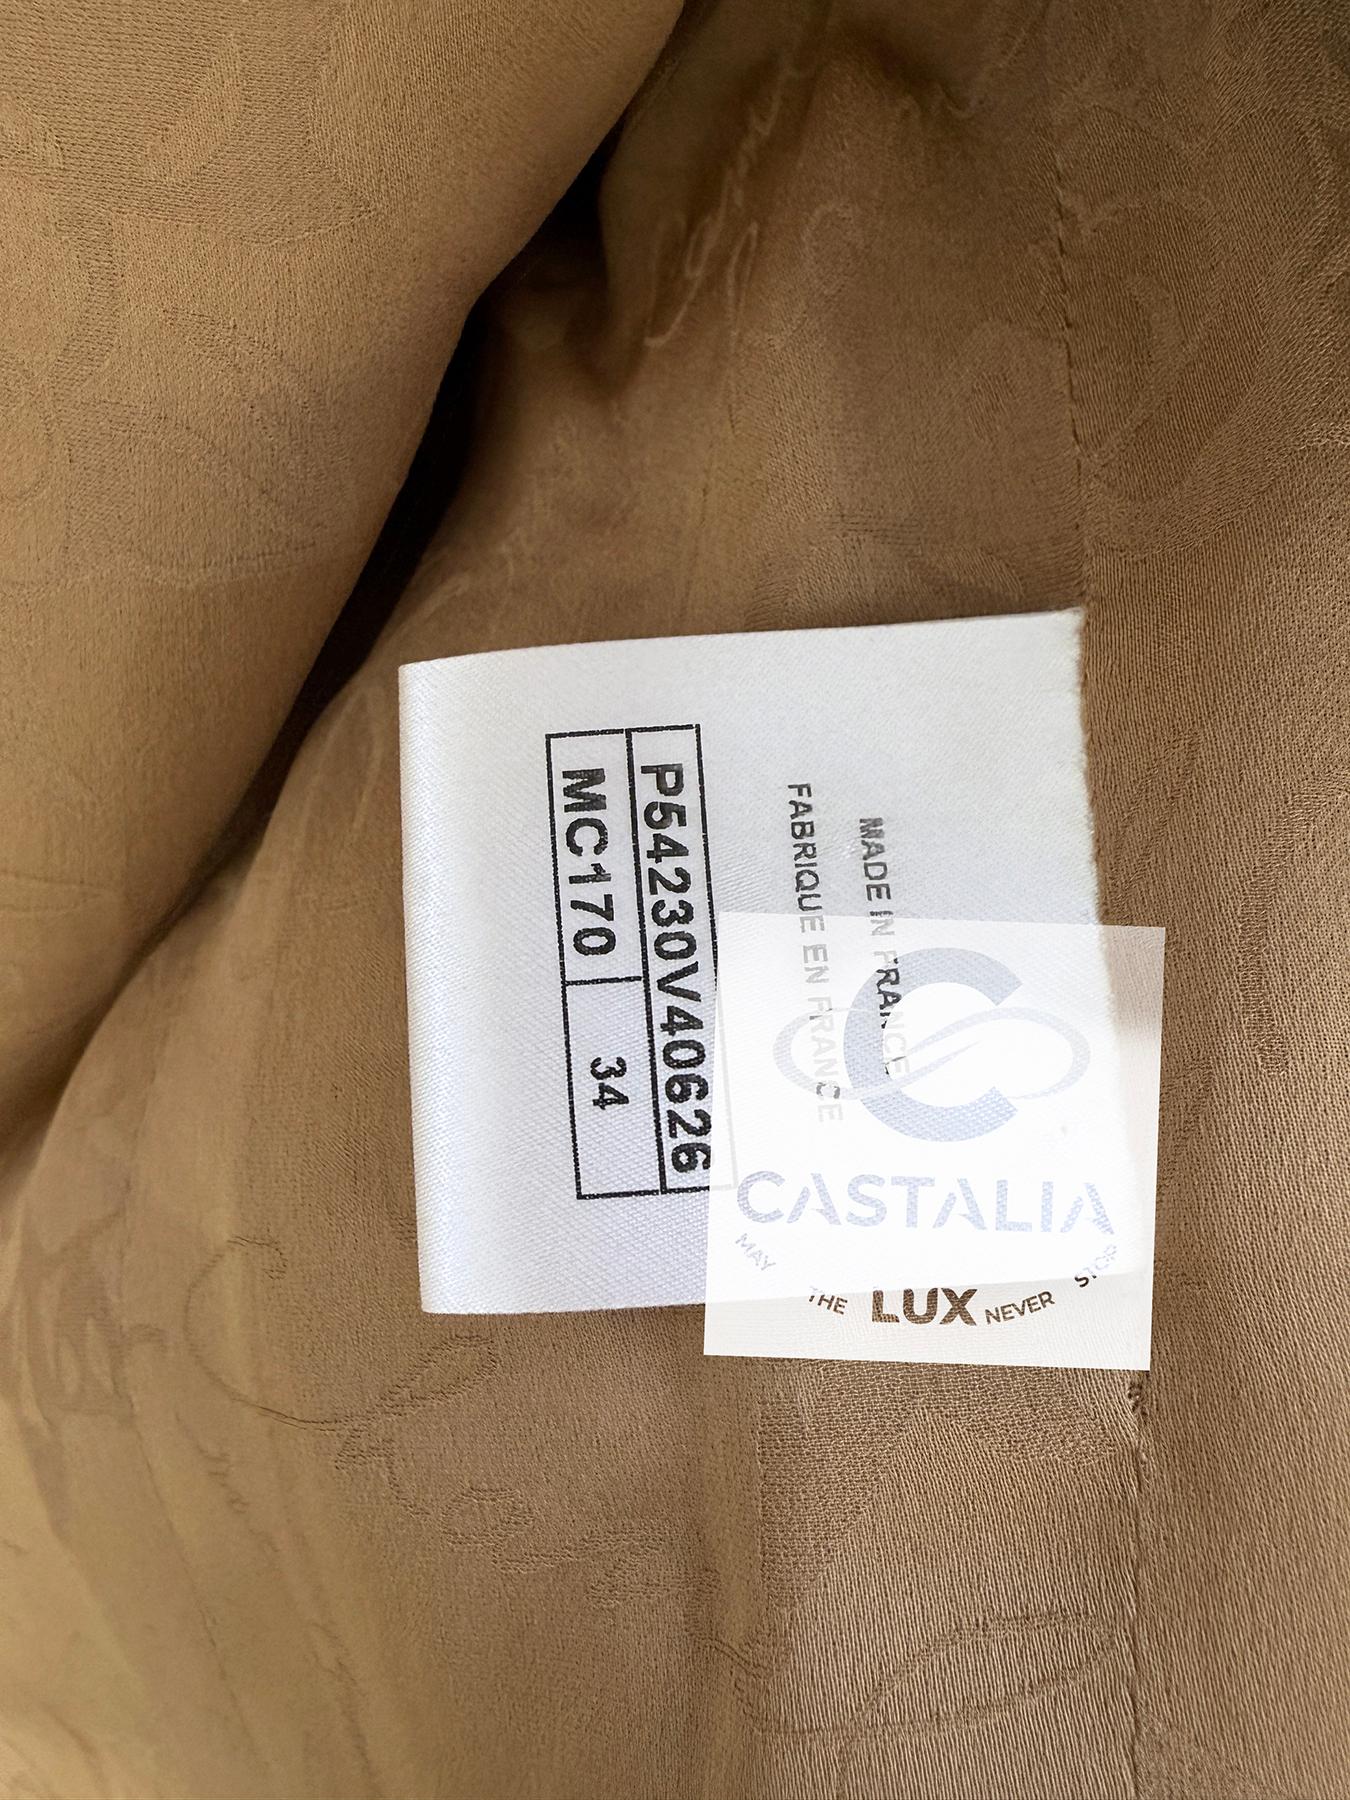 MADE IN FRANCE
FABRIQUE EN FRANCE
P54230V40626
MC170 34
CASTALIA
MAY THE LUX NEVER STOP